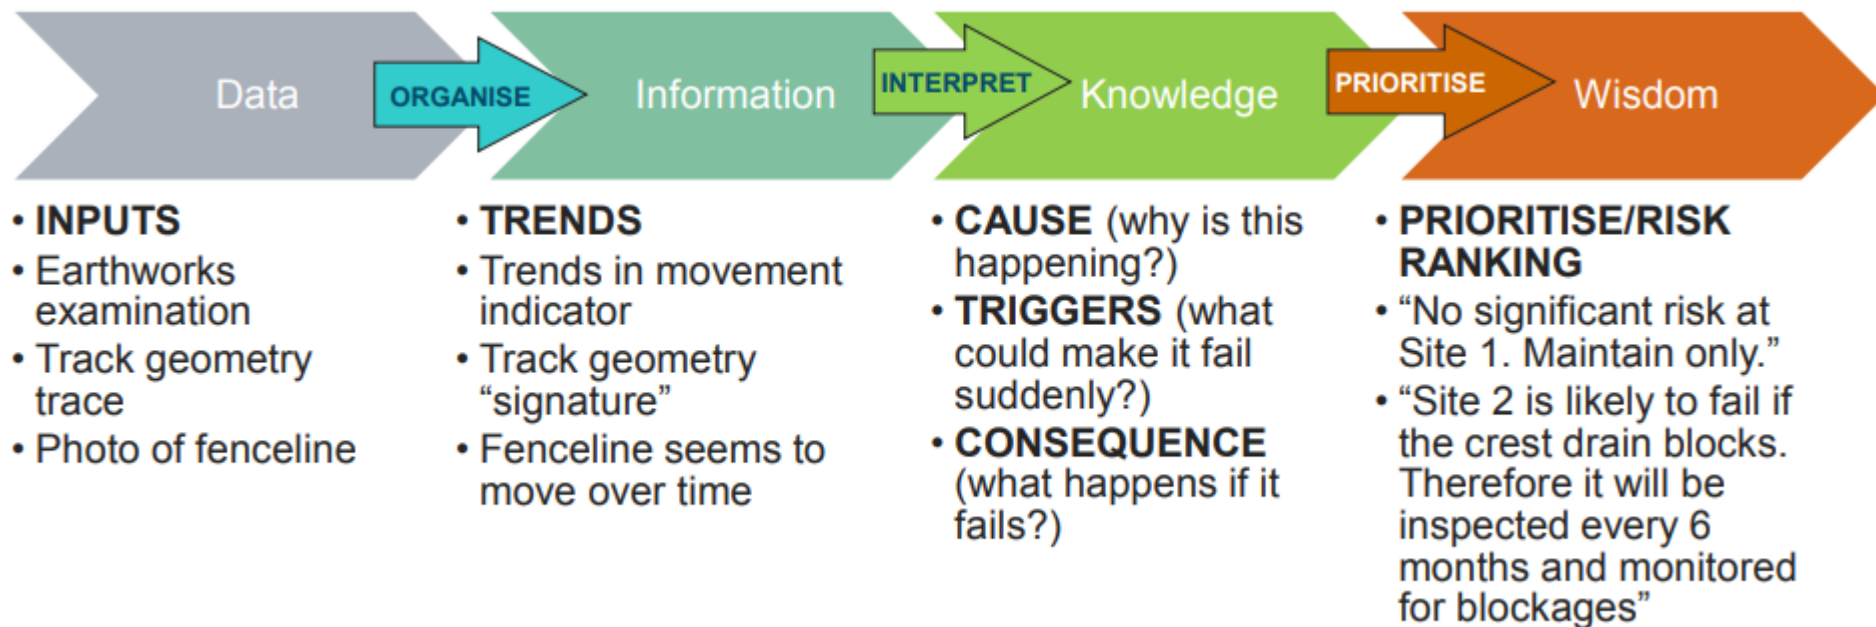 Data
ORGANISE
Information
INTERPRET
Knowledge
PRIORITISE
Wisdom
• INPUTS
• Earthworks
examination
• Track geometry
trace
• Photo of fenceline
• TRENDS
• Trends in movement
indicator
• Track geometry
“signature”
• Fenceline seems to
move over time
• CAUSE (why is this
happening?)
• TRIGGERS (what
could make it fail
suddenly?)
• CONSEQUENCE
(what happens if it
fails?)
• PRIORITISE/RISK
RANKING
• “No significant risk at
Site 1. Maintain only.”
• “Site 2 is likely to fail if
the crest drain blocks.
Therefore it will be
inspected every 6
months and monitored
for blockages”